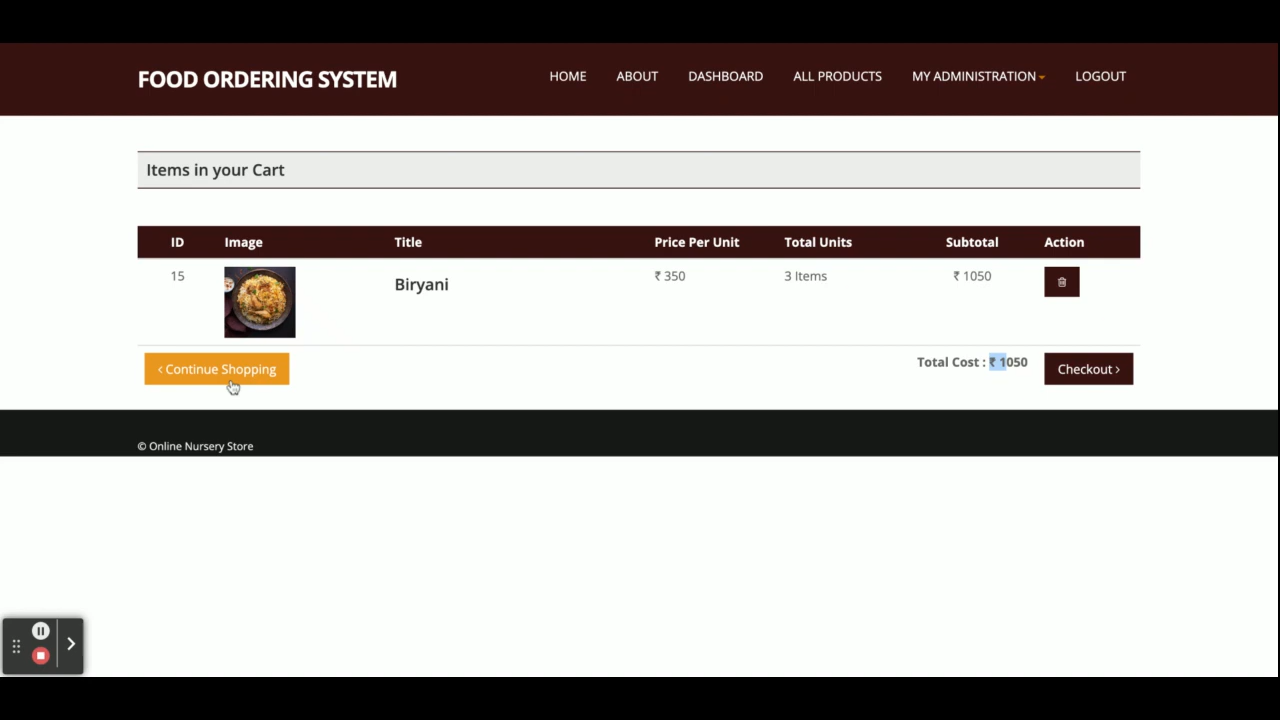 FOOD ORDERING SYSTEM
HOME ABOUT DASHBOARD ALL PRODUCTS MY ADMINISTRATION LOGOUT
Items in your Cart
ID Image Title Price Per Unit Total Units Subtotal Action
15 Biryani ₹ 350 3 Items ₹ 1050
‹ Continue Shopping Total Cost : ₹ 1050 Checkout ›
© Online Nursery Store